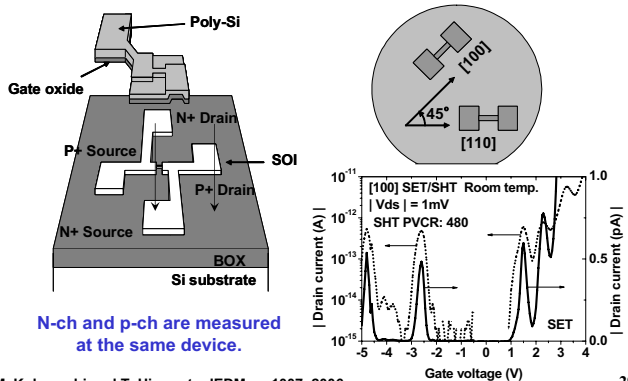 Poly-Si
Gate oxide
N+ Drain
P+ Source
SOI
P+ Drain
N+ Source
BOX
Si substrate
N-ch and p-ch are measured
at the same device.
[100]
45°
[110]
[100] SET/SHT Room temp.
| Vds | = 1mV
SHT PVCR: 480
SET
10-11
10-12
10-13
10-14
10-15
| Drain current (A) |
1.0
0.5
0.0
| Drain current (pA) |
-5 -4 -3 -2 -1 0 1 2 3 4
Gate voltage (V)